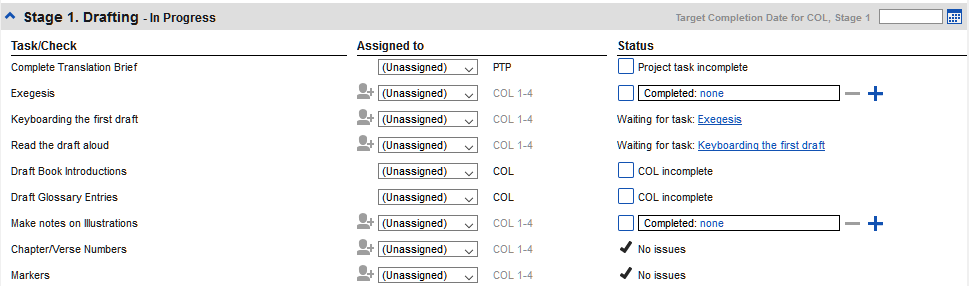 Stage 1. Drafting - In Progress Target Completion Date for COL, Stage 1
Task/Check Assigned to Status
Complete Translation Brief (Unassigned) PTP Project task incomplete
Exegesis (Unassigned) COL 1-4 Completed: none
Keyboarding the first draft (Unassigned) COL 1-4 Waiting for task: Exegesis
Read the draft aloud (Unassigned) COL 1-4 Waiting for task: Keyboarding the first draft
Draft Book Introductions (Unassigned) COL COL incomplete
Draft Glossary Entries (Unassigned) COL COL incomplete
Make notes on Illustrations (Unassigned) COL 1-4 Completed: none
Chapter/Verse Numbers (Unassigned) COL 1-4 No issues
Markers (Unassigned) COL 1-4 No issues